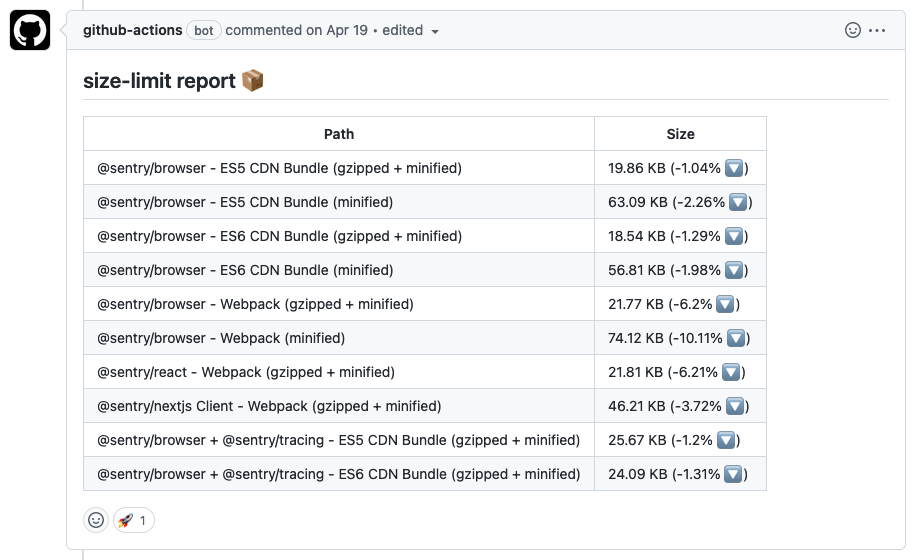 github-actions bot commented on Apr 19 • edited
size-limit report 📦
Path Size
@sentry/browser - ES5 CDN Bundle (gzipped + minified) 19.86 KB (-1.04% 🔽)
@sentry/browser - ES5 CDN Bundle (minified) 63.09 KB (-2.26% 🔽)
@sentry/browser - ES6 CDN Bundle (gzipped + minified) 18.54 KB (-1.29% 🔽)
@sentry/browser - ES6 CDN Bundle (minified) 56.81 KB (-1.98% 🔽)
@sentry/browser - Webpack (gzipped + minified) 21.77 KB (-6.2% 🔽)
@sentry/browser - Webpack (minified) 74.12 KB (-10.11% 🔽)
@sentry/react - Webpack (gzipped + minified) 21.81 KB (-6.21% 🔽)
@sentry/nextjs Client - Webpack (gzipped + minified) 46.21 KB (-3.72% 🔽)
@sentry/browser + @sentry/tracing - ES5 CDN Bundle (gzipped + minified) 25.67 KB (-1.2% 🔽)
@sentry/browser + @sentry/tracing - ES6 CDN Bundle (gzipped + minified) 24.09 KB (-1.31% 🔽)
🚀 1